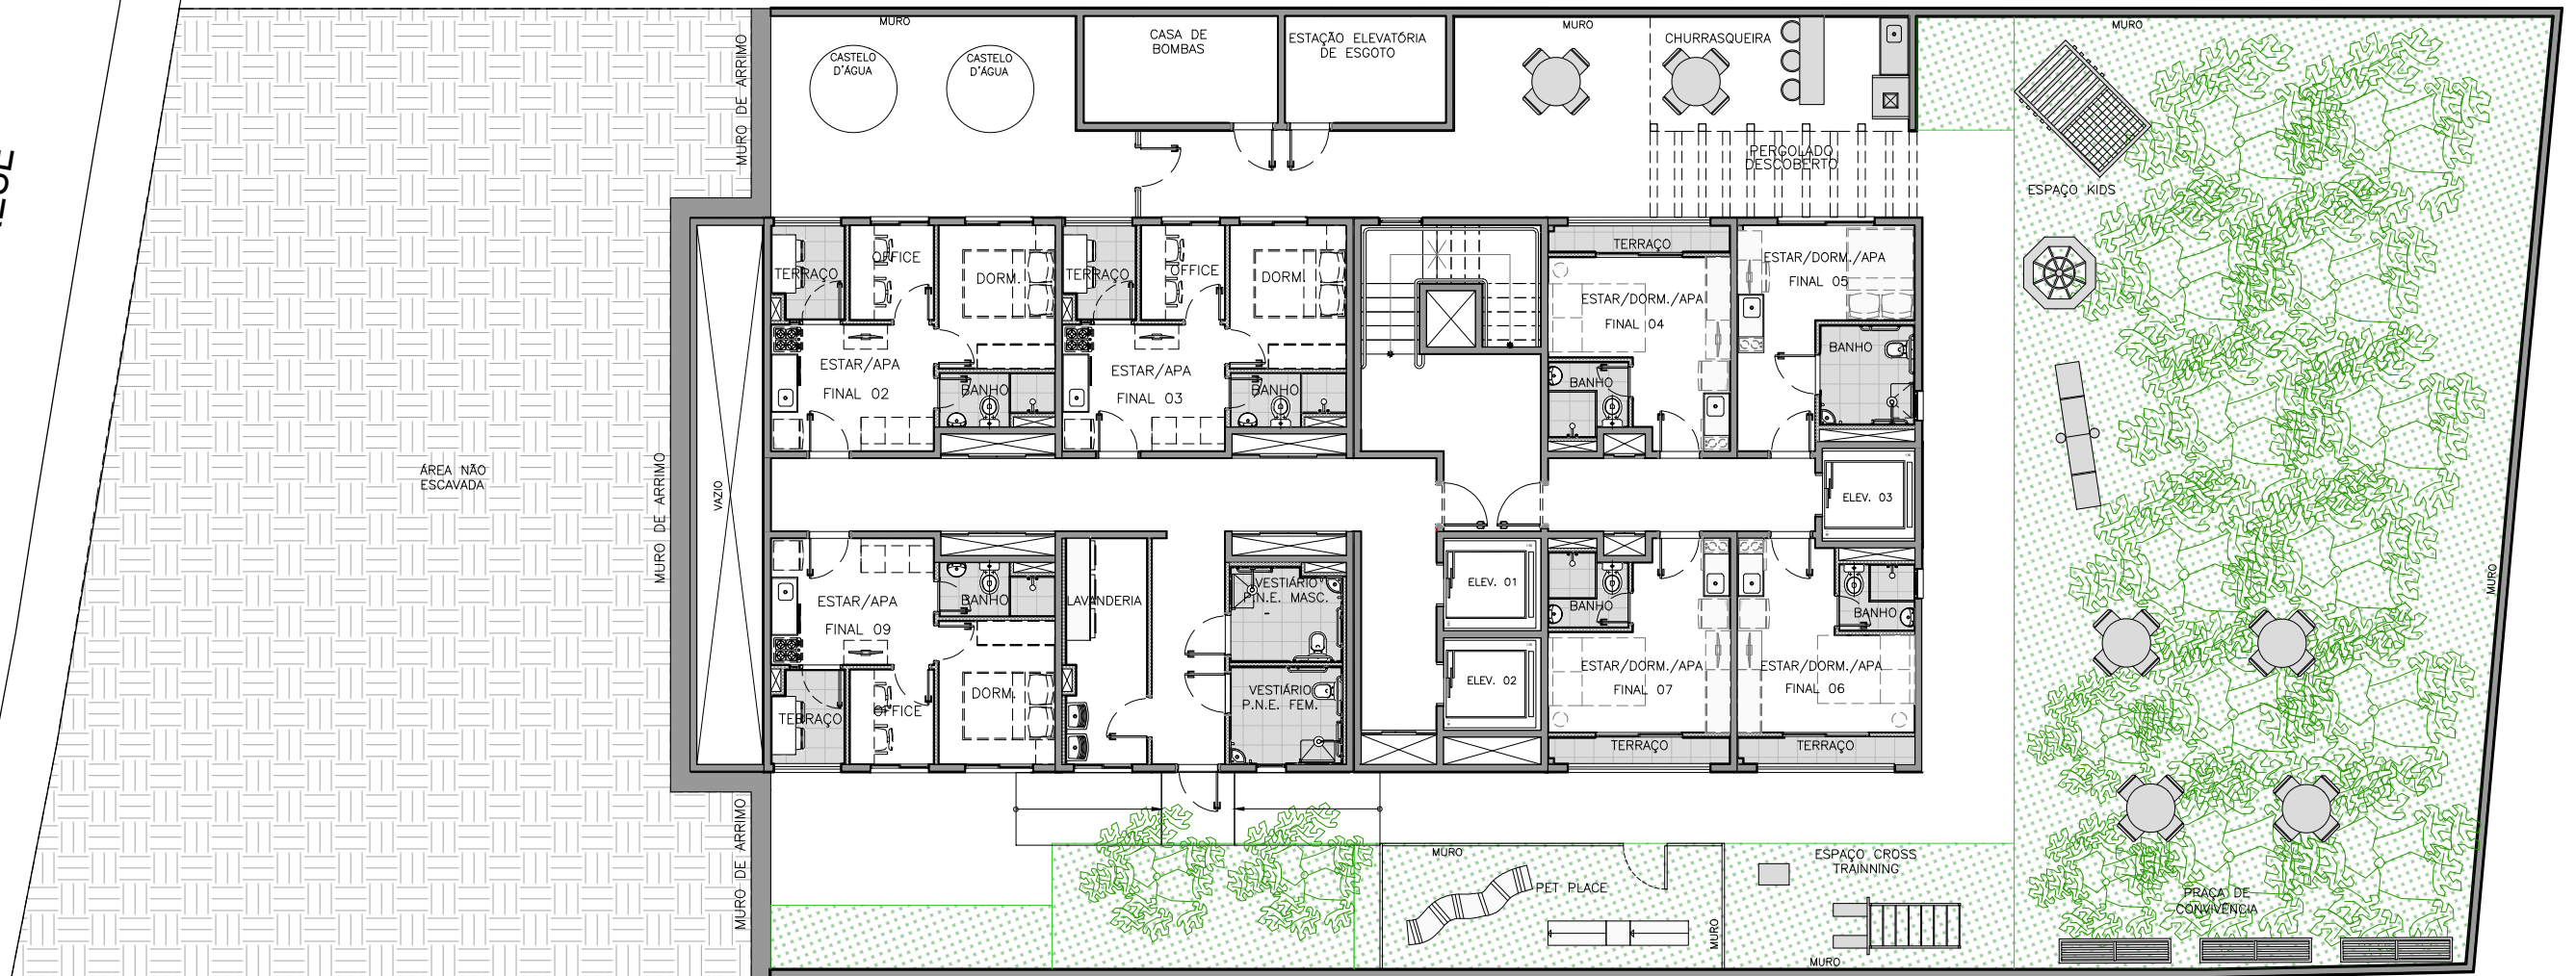 MURO
MURO
MURO
CASA DE
BOMBAS
ESTAÇÃO ELEVATÓRIA
DE ESGOTO
CHURRASQUEIRA
CASTELO
D'ÁGUA
CASTELO
D'ÁGUA
MURO DE ARRIMO
PERGOLADO
DESCOBERTO
ESPAÇO KIDS
TERRAÇO
OFFICE
DORM.
TERRAÇO
OFFICE
DORM.
TERRAÇO
ESTAR/DORM./APA
FINAL 05
ESTAR/DORM./APA
FINAL 04
BANHO
ESTAR/APA
FINAL 02
BANHO
ESTAR/APA
FINAL 03
BANHO
BANHO
ÁREA NÃO
ESCAVADA
MURO DE ARRIMO
VAZIO
ELEV. 03
ELEV. 01
ESTAR/APA
FINAL 09
BANHO
LAVANDERIA
VESTIÁRIO
P.N.E. MASC.
BANHO
BANHO
MURO
ELEV. 02
ESTAR/DORM./APA
FINAL 07
ESTAR/DORM./APA
FINAL 06
DORM.
VESTIÁRIO
P.N.E. FEM.
TERRAÇO
OFFICE
TERRAÇO
TERRAÇO
MURO DE ARRIMO
MURO
PET PLACE
MURO
ESPAÇO CROSS
TRAINNING
MURO
PRAÇA DE
CONVIVÊNCIA